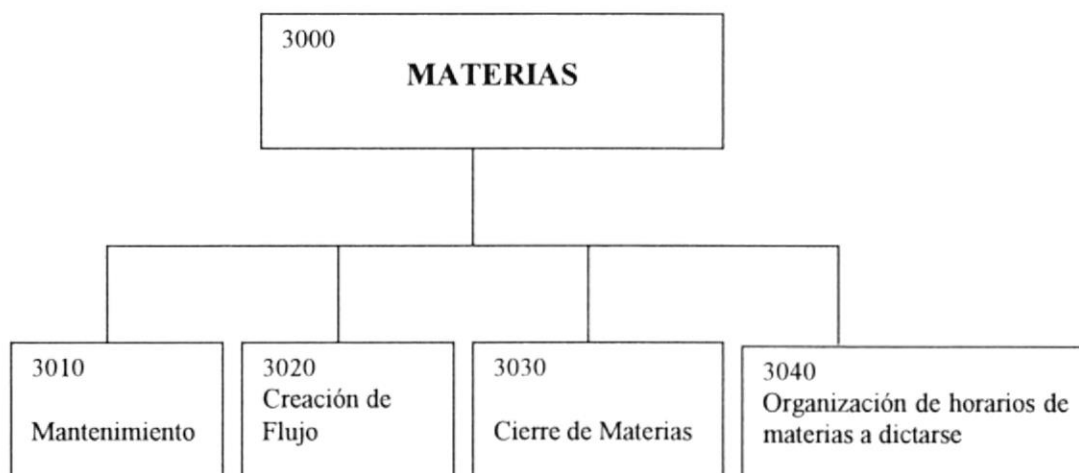 3000
MATERIAS
3010
Mantenimiento
3020
Creación de
Flujo
3030
Cierre de Materias
3040
Organización de horarios de
materias a dictarse